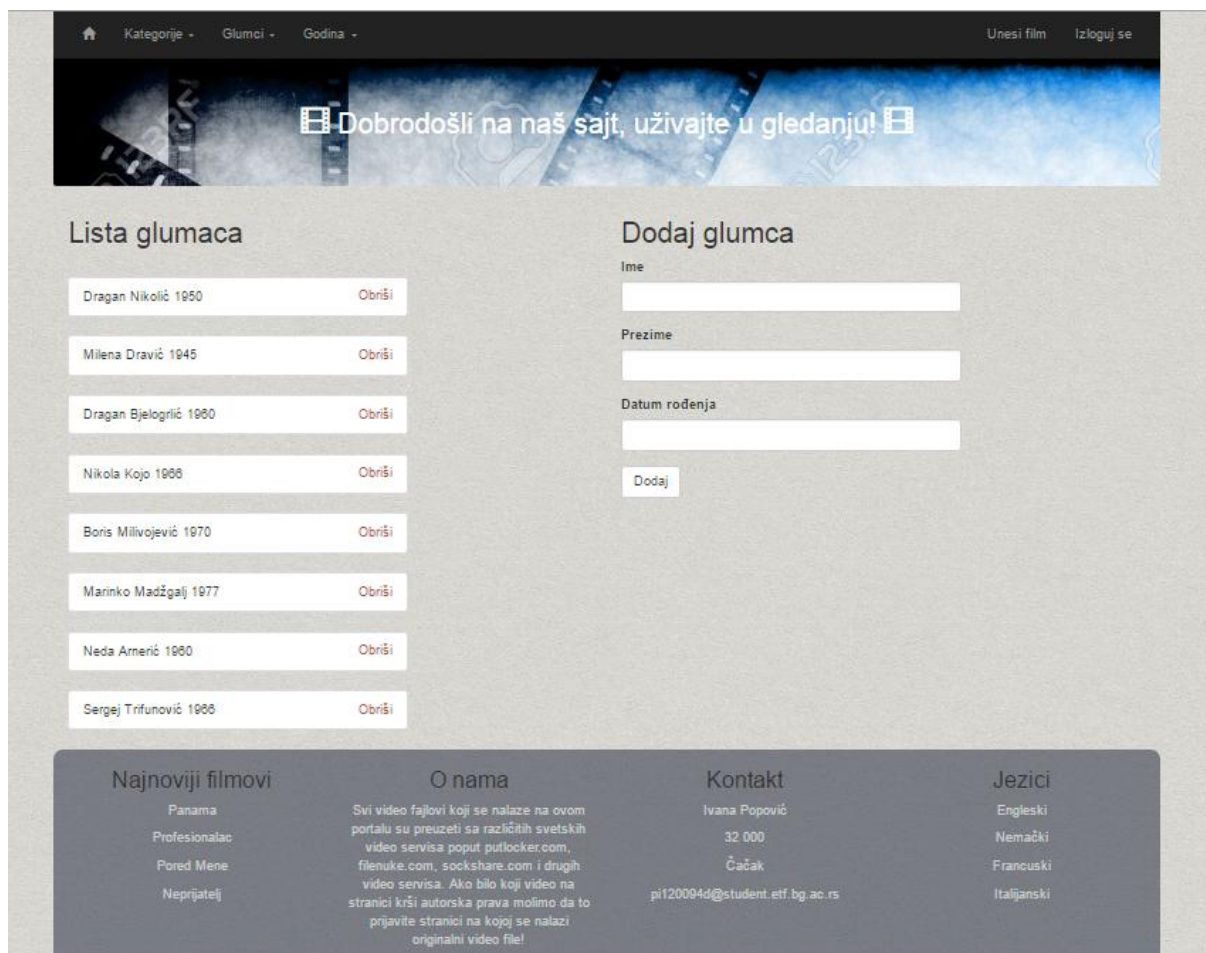 Kategorije
Glumci
Godina
Unesi film
Izloguj se
Dobrodošli na naš sajt, uživajte u gledanju!
123RF
123RF
Lista glumaca
Dragan Nikolić 1950 Obriši
Milena Dravić 1945 Obriši
Dragan Bjelogrlić 1960 Obriši
Nikola Kojo 1966 Obriši
Boris Milivojević 1970 Obriši
Marinko Madžgalj 1977 Obriši
Neda Arnerić 1960 Obriši
Sergej Trifunović 1966 Obriši
Dodaj glumca
Ime
Prezime
Datum rođenja
Dodaj
Najnoviji filmovi
Panama
Profesionalac
Pored Mene
Neprijatelj
O nama
Svi video fajlovi koji se nalaze na ovom
portalu su preuzeti sa različitih svetskih
video servisa poput putlocker.com,
filenuke.com, sockshare.com i drugih
video servisa. Ako bilo koji video na
stranici krši autorska prava molimo da to
prijavite stranici na kojoj se nalazi
originalni video file!
Kontakt
Ivana Popović
32 000
Čačak
pi120094d@student.etf.bg.ac.rs
Jezici
Engleski
Nemački
Francuski
Italijanski